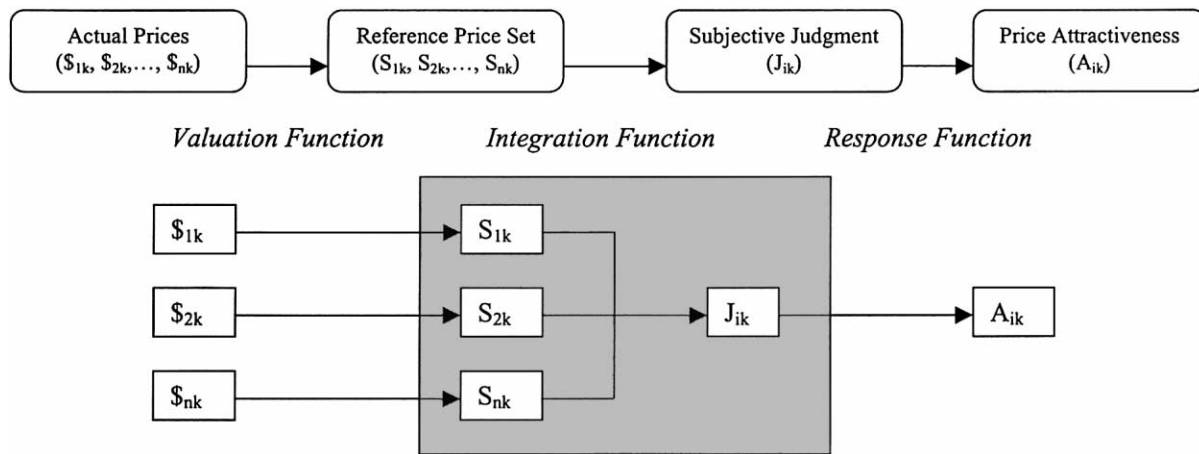 Actual Prices
($₁ₖ, $₂ₖ,..., $ₙₖ)
Reference Price Set
(S₁ₖ, S₂ₖ,..., Sₙₖ)
Subjective Judgment
(Jᵢₖ)
Price Attractiveness
(Aᵢₖ)
Valuation Function
Integration Function
Response Function
$₁ₖ
S₁ₖ
$₂ₖ
S₂ₖ
Jᵢₖ
Aᵢₖ
$ₙₖ
Sₙₖ